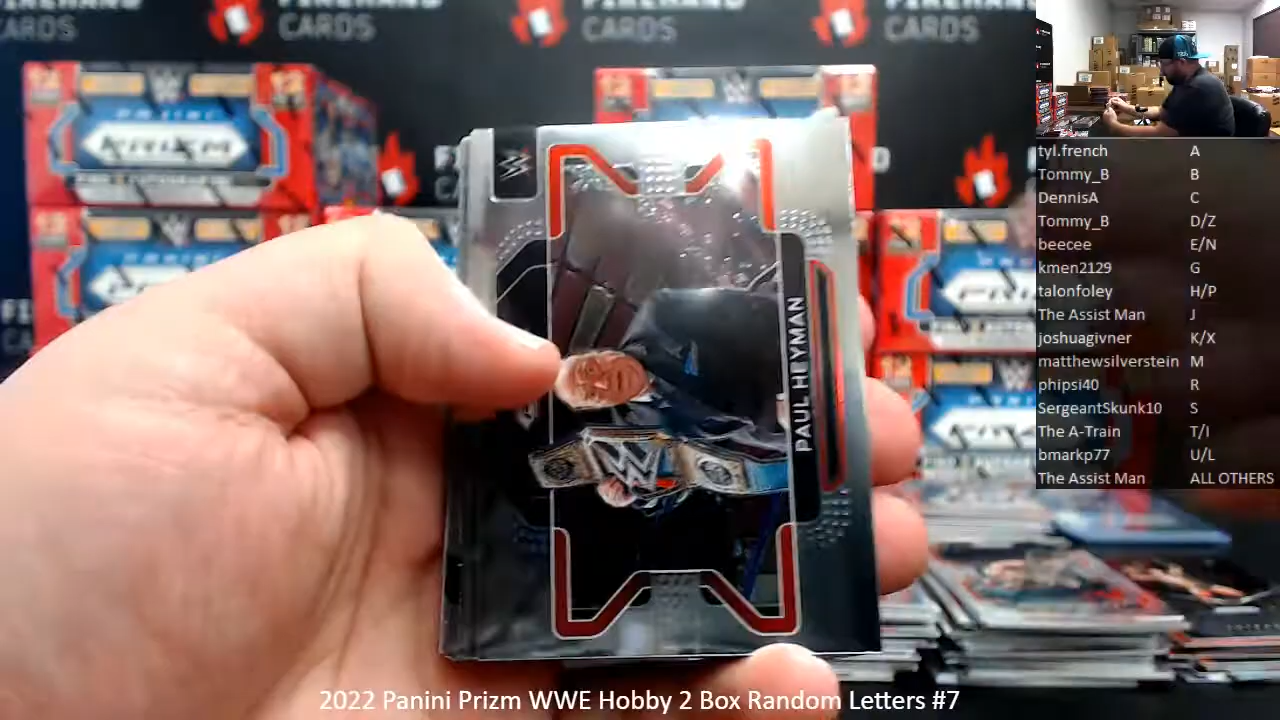 FIREHAND
CARDS
CARDS
CARDS
CARDS
PRIZM
PAUL HEYMAN
tyl.french A
Tommy_B B
DennisA C
Tommy_B D/Z
beecee E/N
kmen2129 G
talonfoley H/P
The Assist Man J
joshuagivner K/X
matthewsilverstein M
phipsi40 R
SergeantSkunk10 S
The A-Train T/I
bmarkp77 U/L
The Assist Man ALL OTHERS
2022 Panini Prizm WWE Hobby 2 Box Random Letters #7